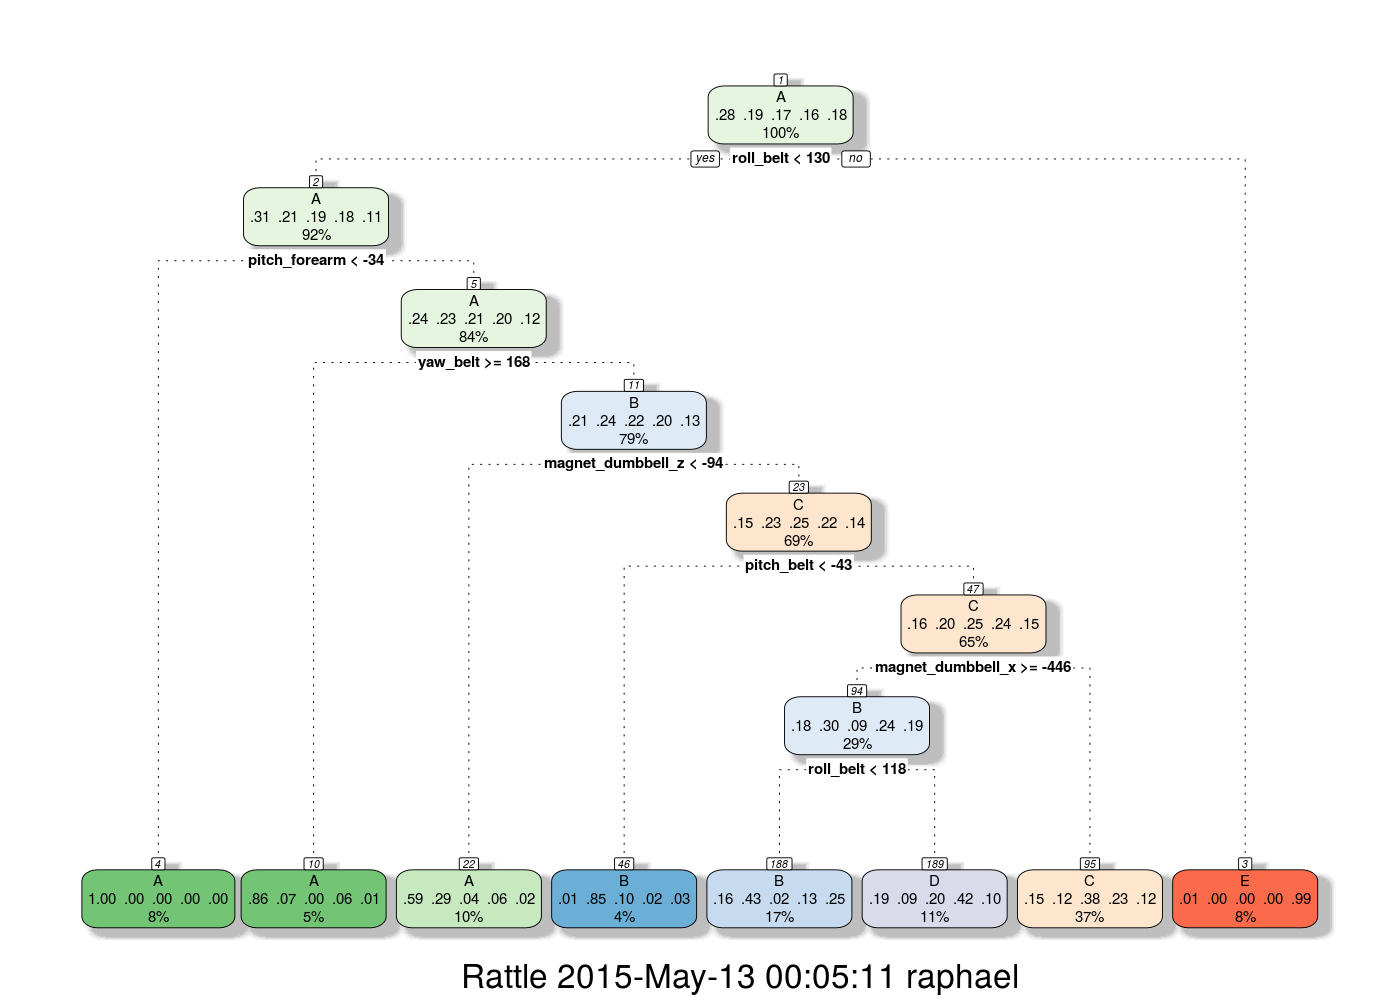 1
A
.28 .19 .17 .16 .18
100%
yes roll_belt < 130 no
2
A
.31 .21 .19 .18 .11
92%
pitch_forearm < -34
5
A
.24 .23 .21 .20 .12
84%
yaw_belt >= 168
11
B
.21 .24 .22 .20 .13
79%
magnet_dumbbell_z < -94
23
C
.15 .23 .25 .22 .14
69%
pitch_belt < -43
47
C
.16 .20 .25 .24 .15
65%
magnet_dumbbell_x >= -446
94
B
.18 .30 .09 .24 .19
29%
roll_belt < 118
4
A
1.00 .00 .00 .00 .00
8%
10
A
.86 .07 .00 .06 .01
5%
22
A
.59 .29 .04 .06 .02
10%
46
B
.01 .85 .10 .02 .03
4%
188
B
.16 .43 .02 .13 .25
17%
189
D
.19 .09 .20 .42 .10
11%
95
C
.15 .12 .38 .23 .12
37%
3
E
.01 .00 .00 .00 .99
8%
Rattle 2015-May-13 00:05:11 raphael